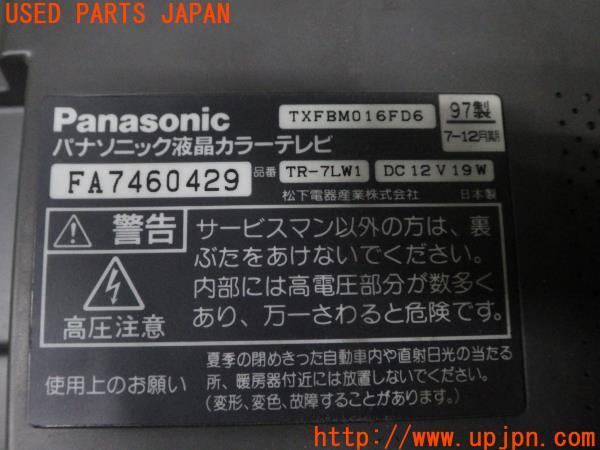 USED PARTS JAPAN
Panasonic
TXFBM016FD6
97製
7-12月期
パナソニック液晶カラーテレビ
FA7460429
品番 TR-7LW1 DC 12 V 19 W
松下電器産業株式会社 日本製
警告
高圧注意
サービスマン以外の方は、裏
ぶたをあけないでください。
内部には高電圧部分が数多く
あり、万一さわると危険です。
使用上のお願い
夏季の閉めきった自動車内や直射日光の当たる
所、暖房器付近には放置しないでください。
(変形、変色、故障することがあります。)
http://www.upjpn.com